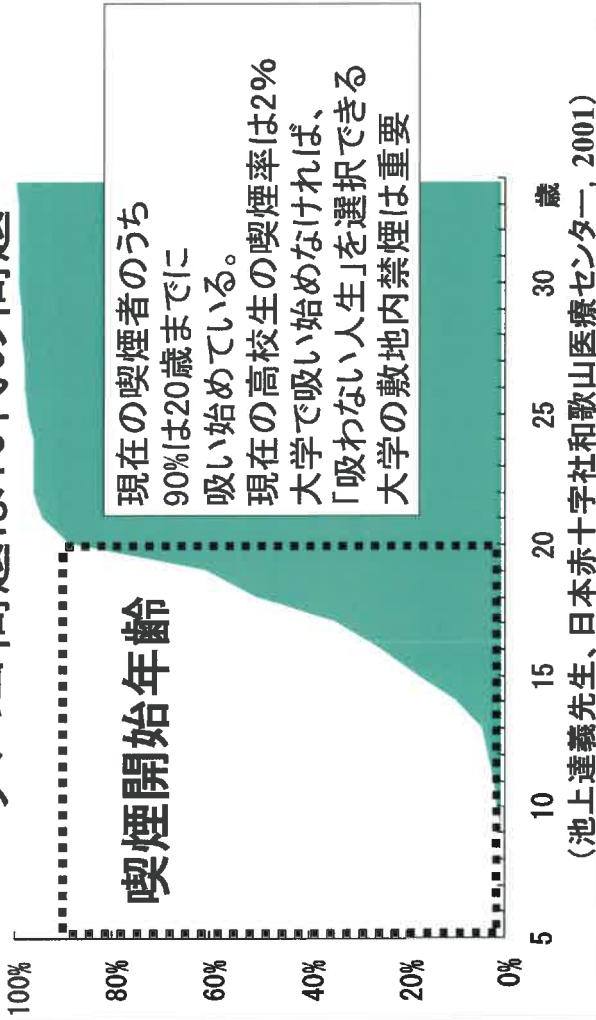 喫煙開始年齢
現在の喫煙者のうち
90%は20歳までに
吸い始めている。
現在の高校生の喫煙率は2%
大学で吸い始めなければ、
「吸わない人生」を選択できる
大学の敷地内禁煙は重要
100%
80%
60%
40%
20%
0%
5 10 15 20 25 30 歳
(池上達義先生、日本赤十字社和歌山医療センター, 2001)